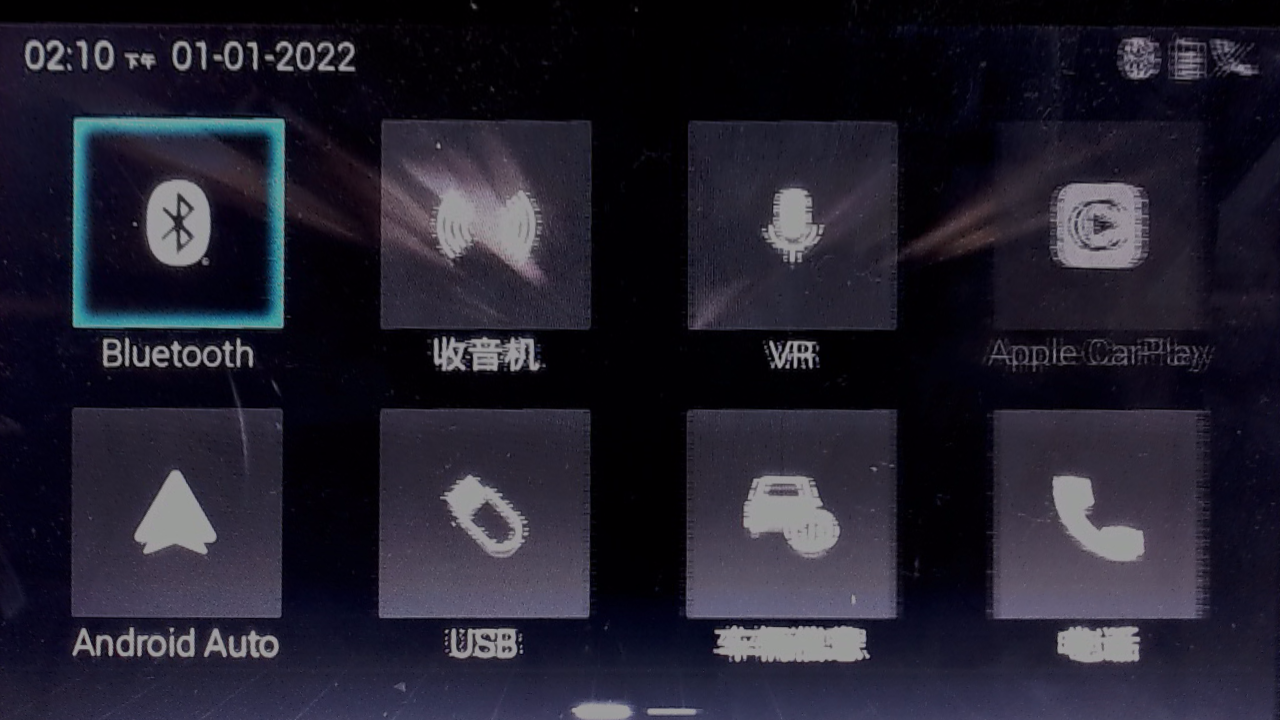 02:10 下午 01-01-2022
Bluetooth
收音机
VR
Apple CarPlay
Android Auto
USB
电话